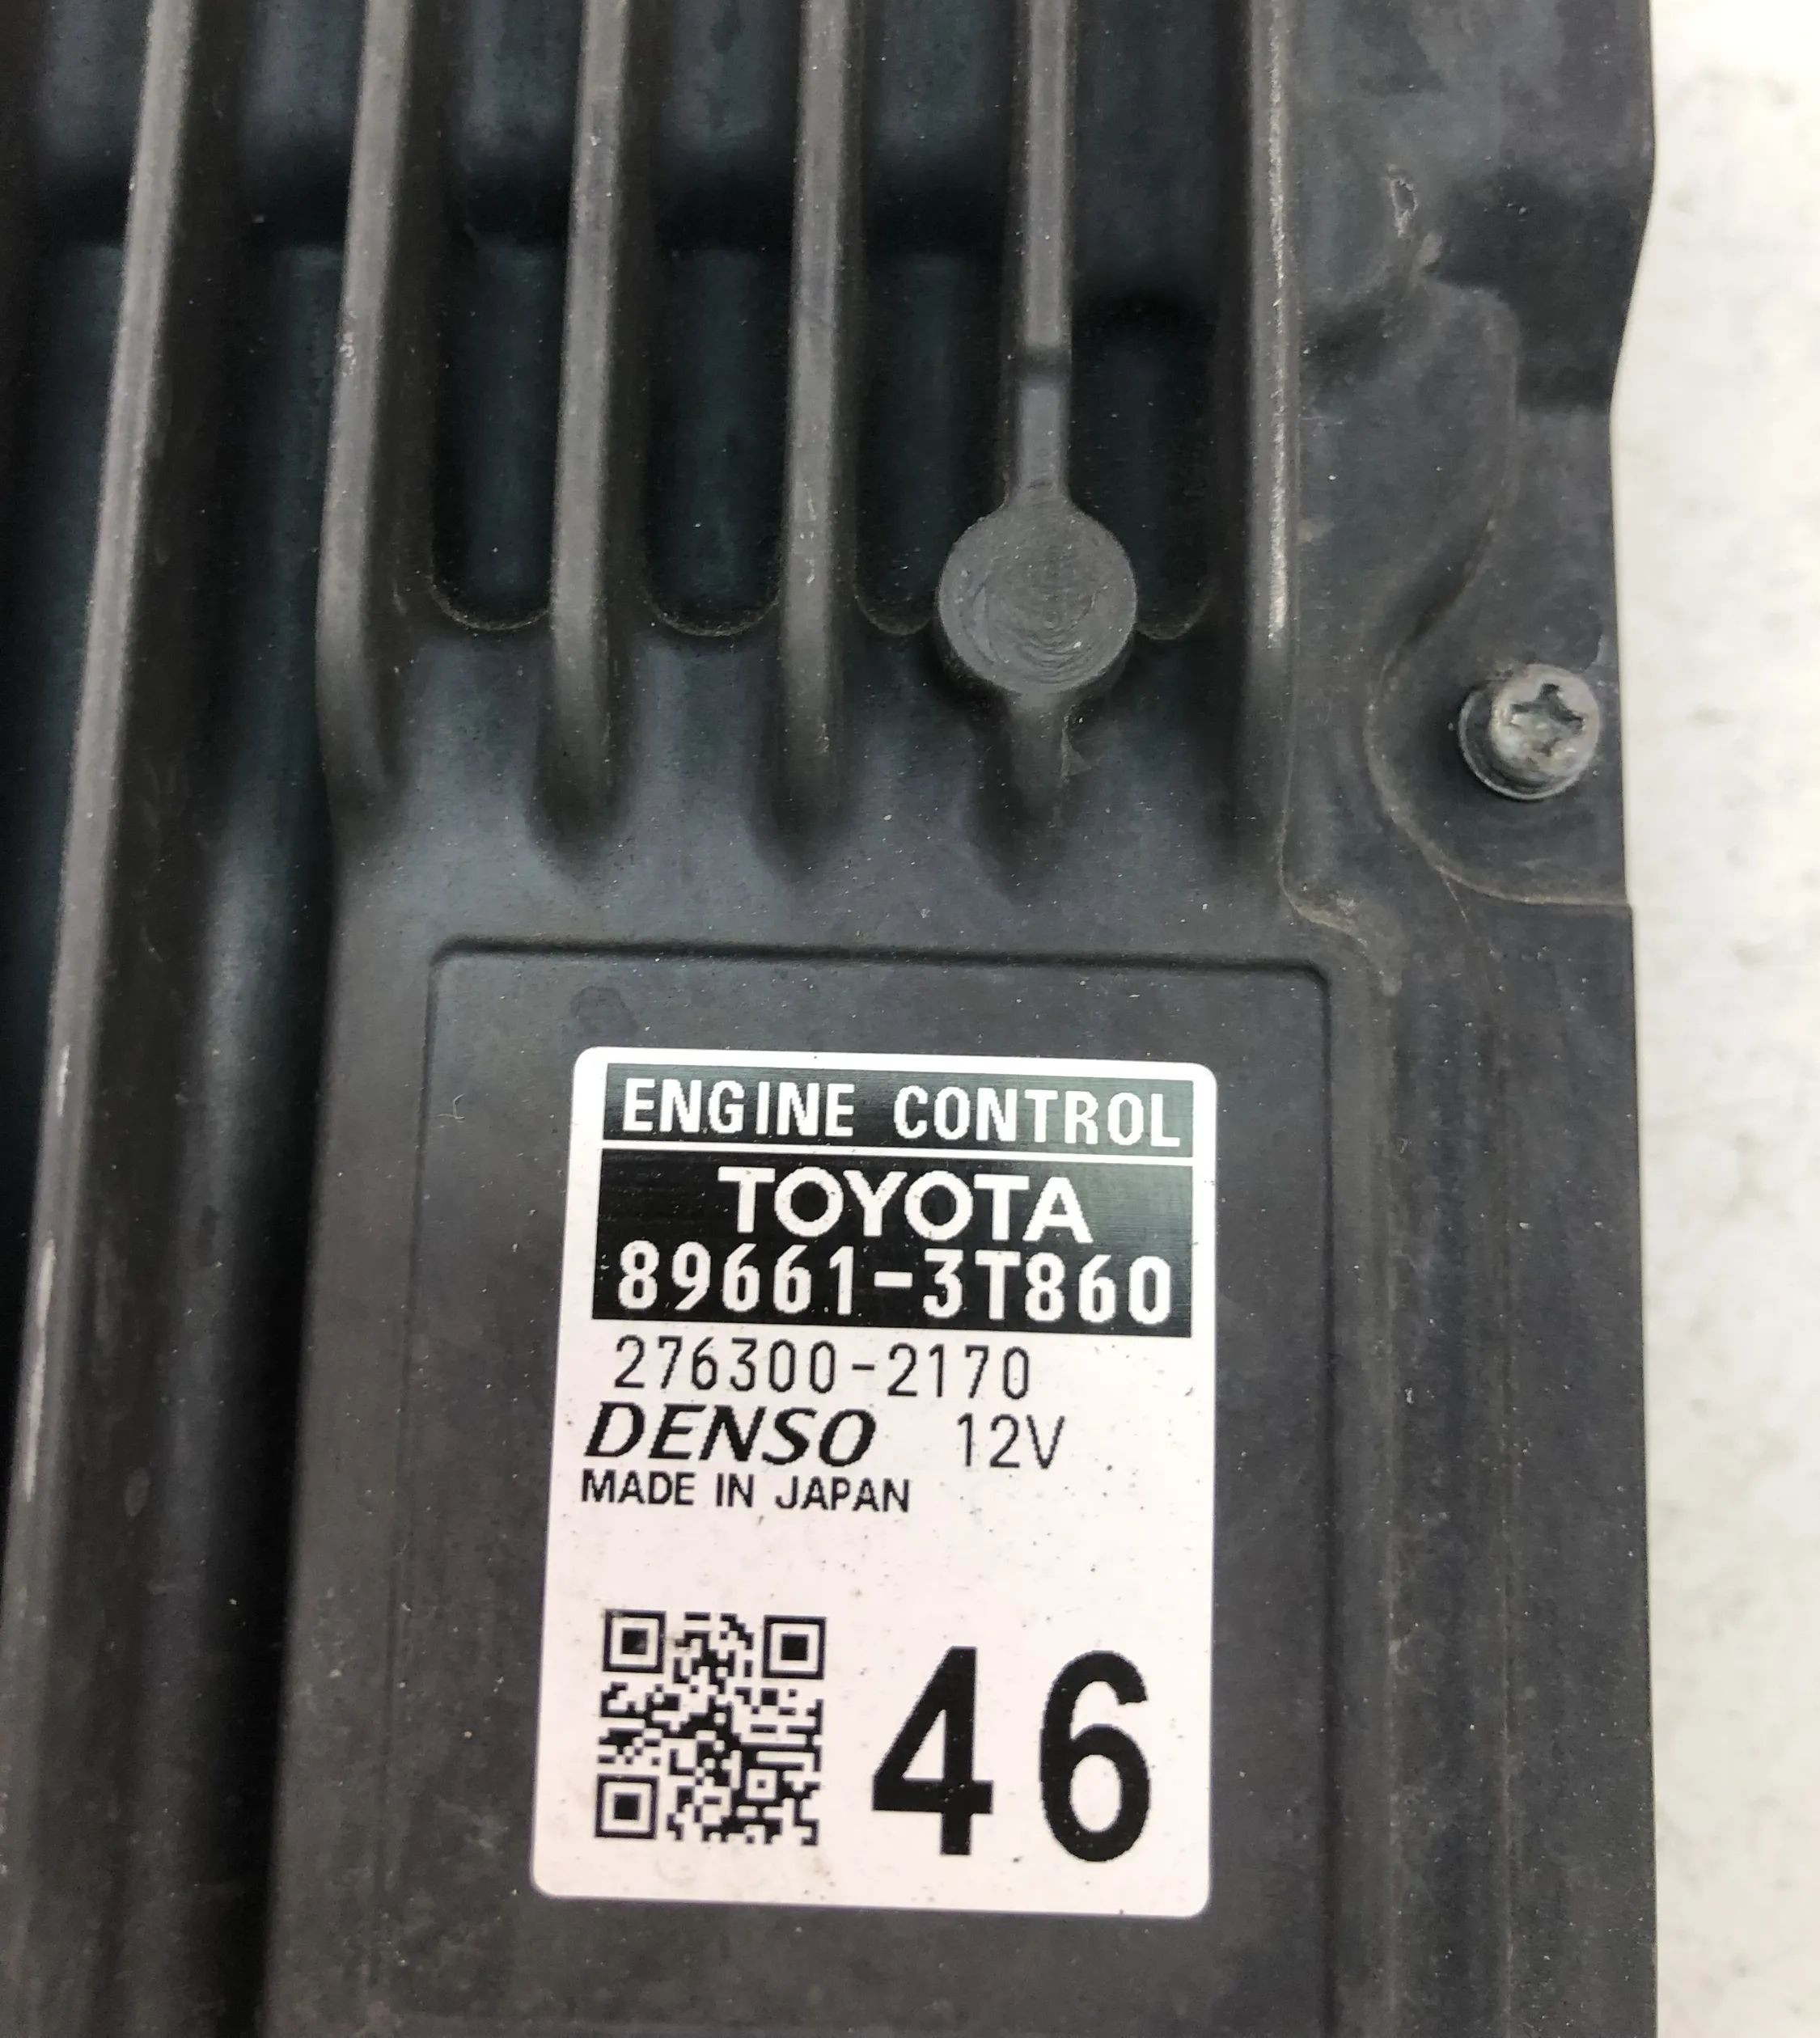 ENGINE CONTROL
TOYOTA
89661-3T860
276300-2170
DENSO 12V
MADE IN JAPAN
46